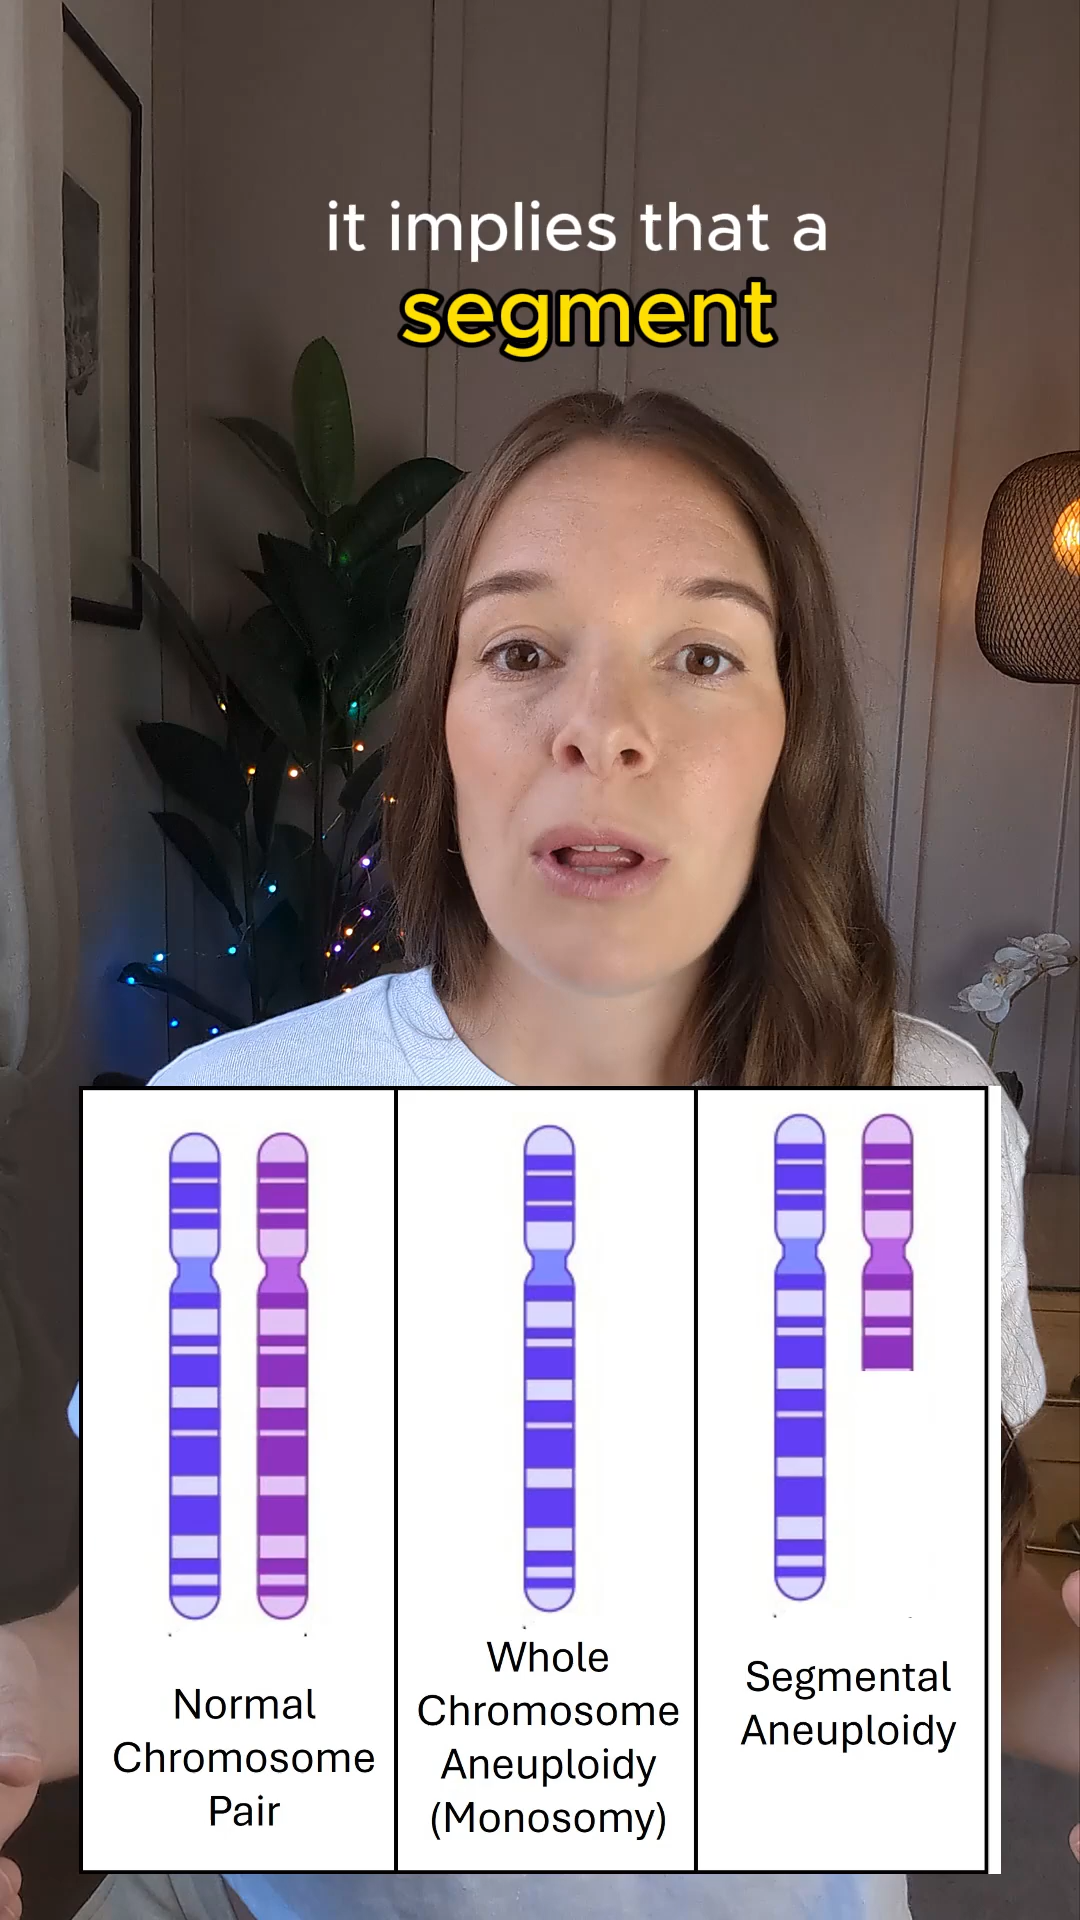 it implies that a
segment
Normal
Chromosome
Pair
Whole
Chromosome
Aneuploidy
(Monosomy)
Segmental
Aneuploidy